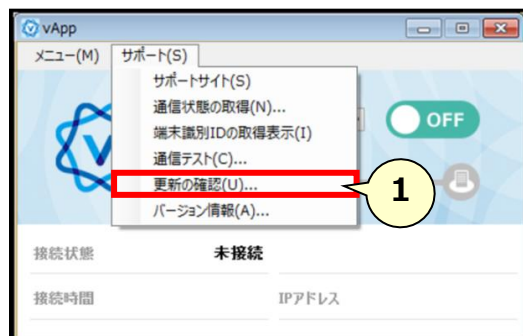 vApp
メニュー(M) サポート(S)
サポートサイト(S)
通信状態の取得(N)...
端末識別IDの取得表示(I)
通信テスト(C)...
更新の確認(U)...
バージョン情報(A)...
V
OFF
1
接続状態 未接続
接続時間 IPアドレス